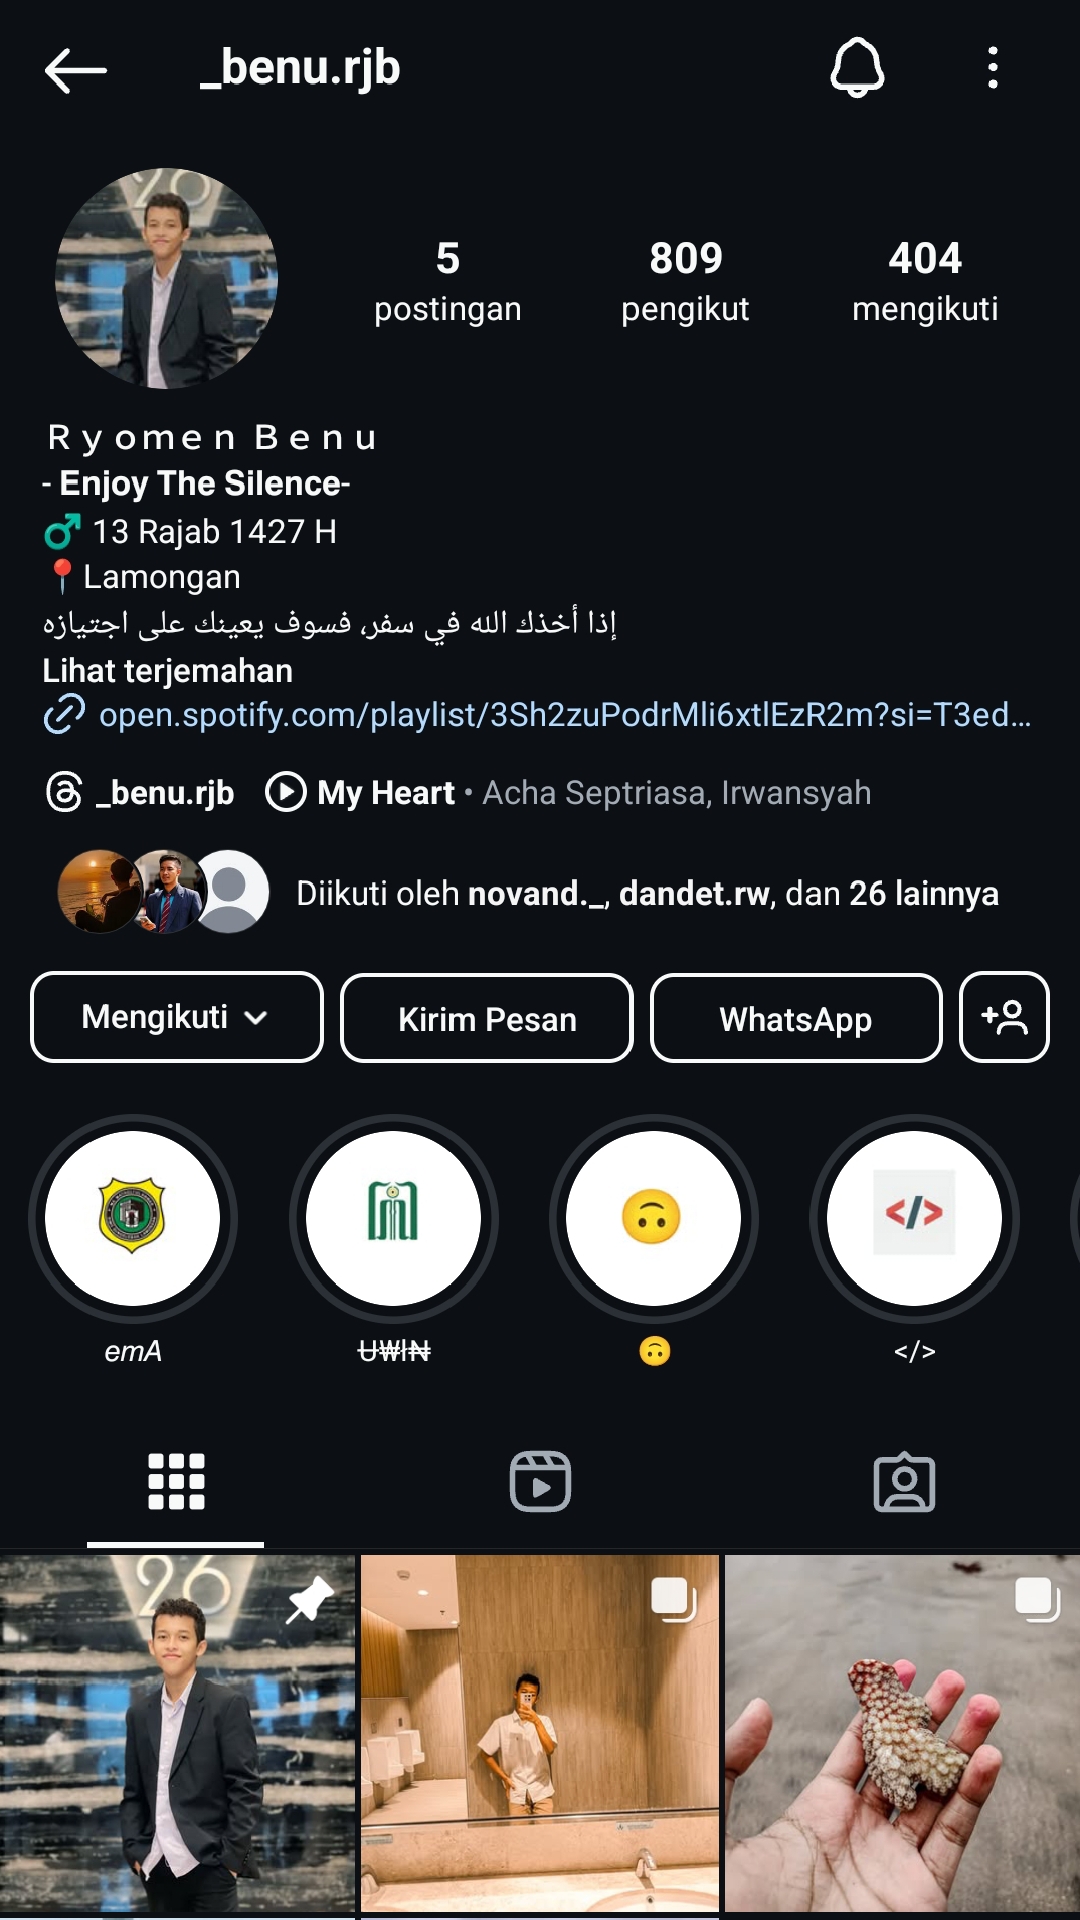 _benu.rjb
5
postingan
809
pengikut
404
mengikuti
Ryomen Benu
- Enjoy The Silence-
♂ 13 Rajab 1427 H
📍Lamongan
إذا أخذك الله في سفر، فسوف يعينك على اجتيازه
Lihat terjemahan
open.spotify.com/playlist/3Sh2zuPodrMli6xtlEzR2m?si=T3ed...
_benu.rjb My Heart • Acha Septriasa, Irwansyah
Diikuti oleh novand._, dandet.rw, dan 26 lainnya
Mengikuti
Kirim Pesan
WhatsApp
</>
emA
U̶W̶I̶N̶
🙃
</>
26